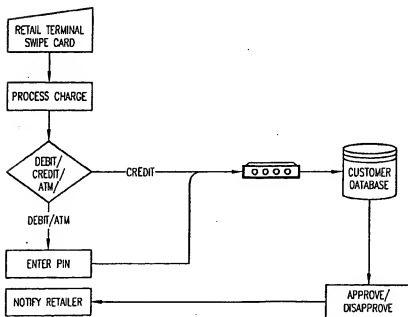 RETAIL TERMINAL
SWIPE CARD
PROCESS CHARGE
DEBIT/
CREDIT/
ATM/
CREDIT
CUSTOMER
DATABASE
DEBIT/ATM
ENTER PIN
NOTIFY RETAILER
APPROVE/
DISAPPROVE